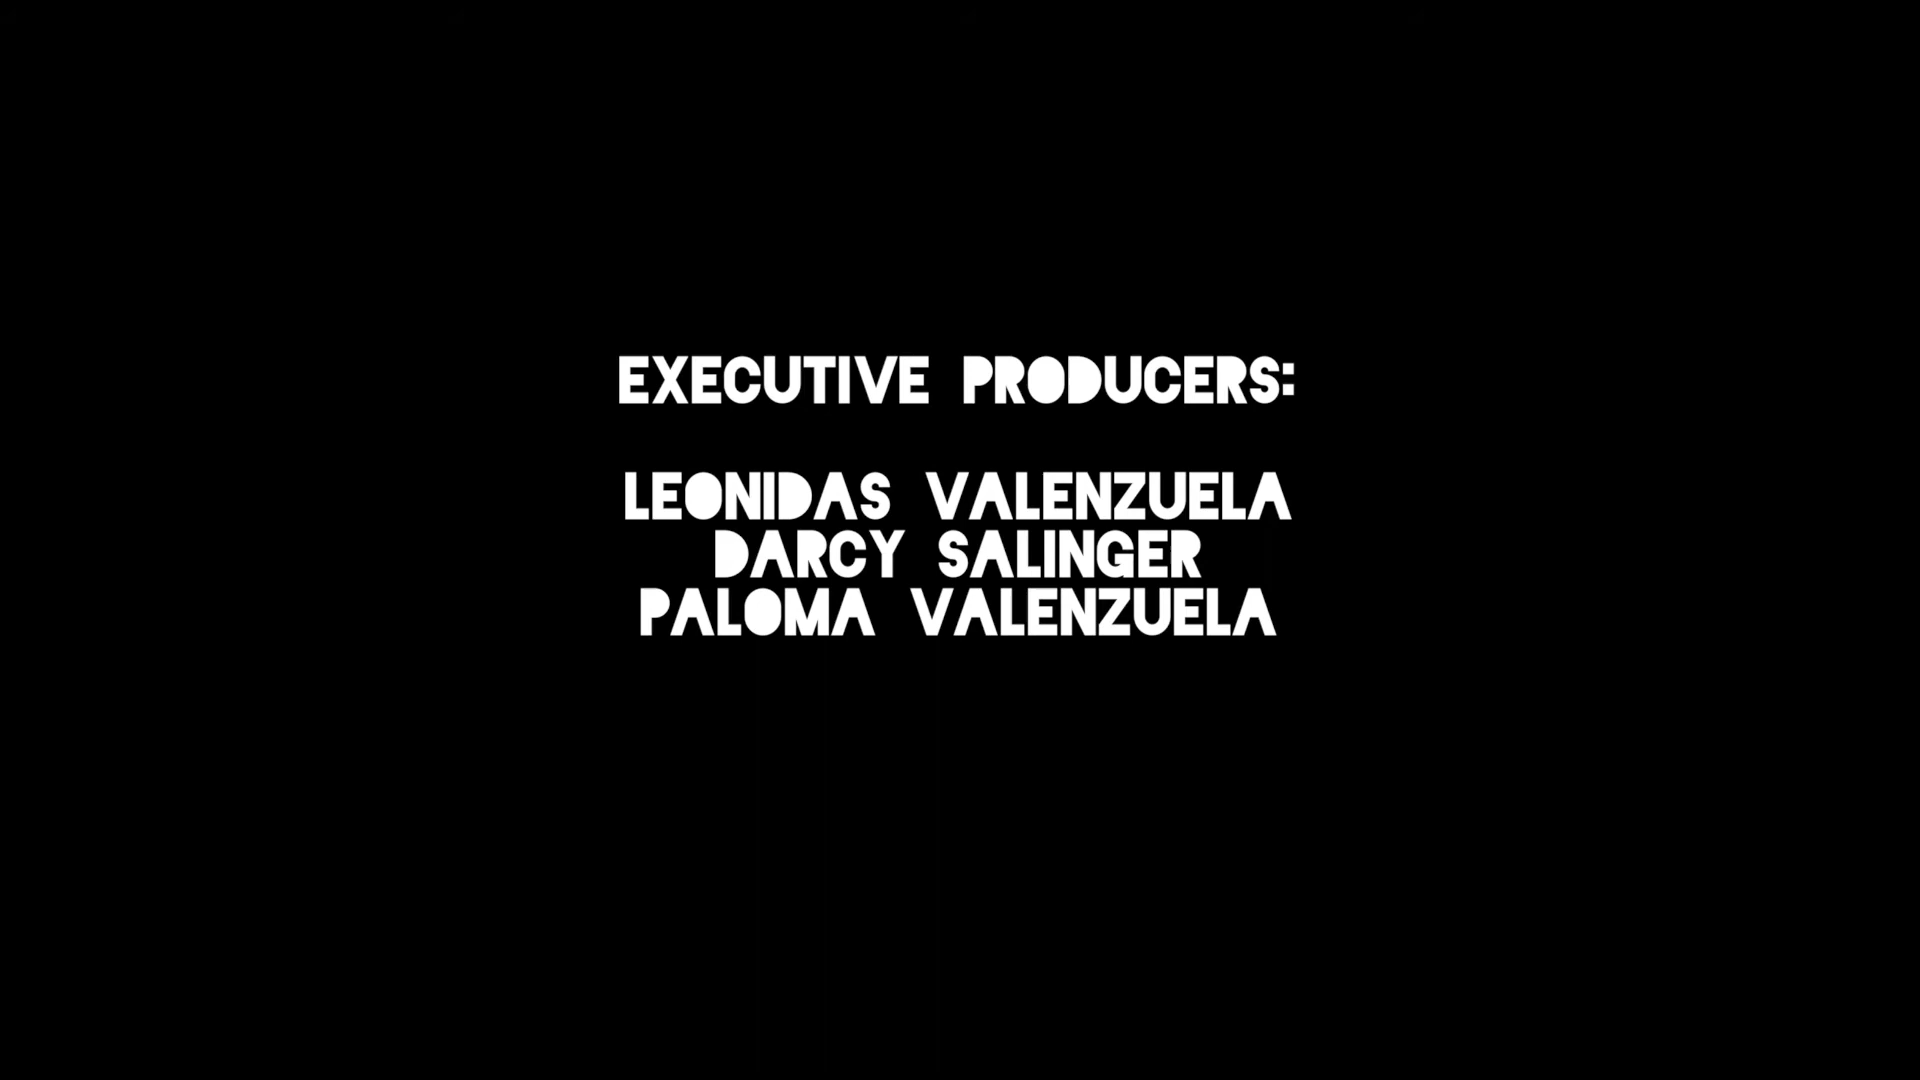 EXECUTIVE PRODUCERS:
LEONIDAS VALENZUELA
DARCY SALINGER
PALOMA VALENZUELA